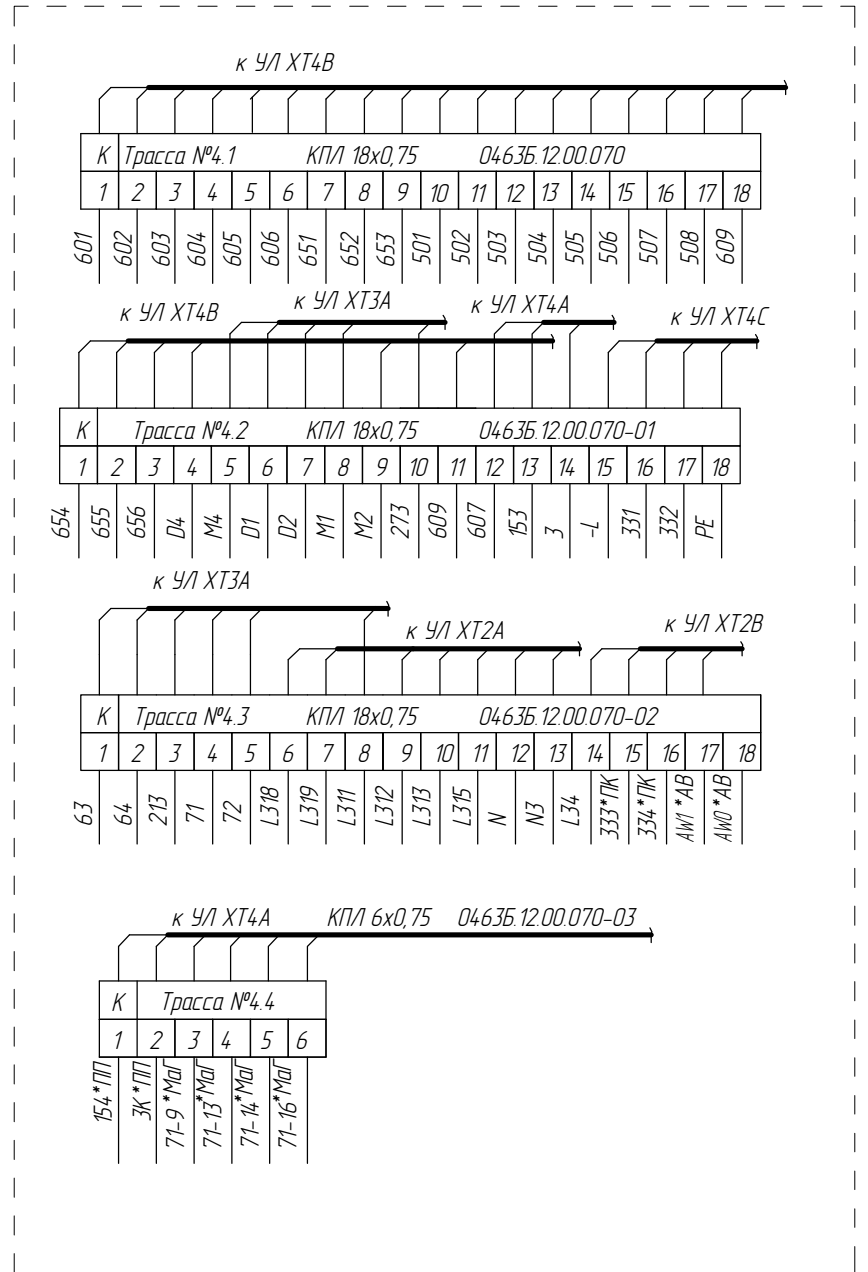 к УЛ ХТ4В
К Трасса №4.1 КПЛ 18х0,75 0463Б.12.00.070
1 2 3 4 5 6 7 8 9 10 11 12 13 14 15 16 17 18
601 602 603 604 605 606 651 652 653 501 502 503 504 505 506 507 508 609
к УЛ ХТ4В к УЛ ХТ3А к УЛ ХТ4А к УЛ ХТ4С
К Трасса №4.2 КПЛ 18х0,75 0463Б.12.00.070-01
1 2 3 4 5 6 7 8 9 10 11 12 13 14 15 16 17 18
654 655 656 D4 M4 D1 D2 M1 M2 273 609 607 153 3 -L 331 332 PE
к УЛ ХТ3А к УЛ ХТ2А к УЛ ХТ2В
К Трасса №4.3 КПЛ 18х0,75 0463Б.12.00.070-02
1 2 3 4 5 6 7 8 9 10 11 12 13 14 15 16 17 18
63 64 213 71 72 L318 L319 L311 L312 L313 L315 N N3 L34 333*ПК 334*ПК AW1*АВ AW0*АВ
к УЛ ХТ4А КПЛ 6х0,75 0463Б.12.00.070-03
К Трасса №4.4
1 2 3 4 5 6
154*ПП 3К*ПП 71-9*МаГ 71-13*МаГ 71-14*МаГ 71-16*МаГ